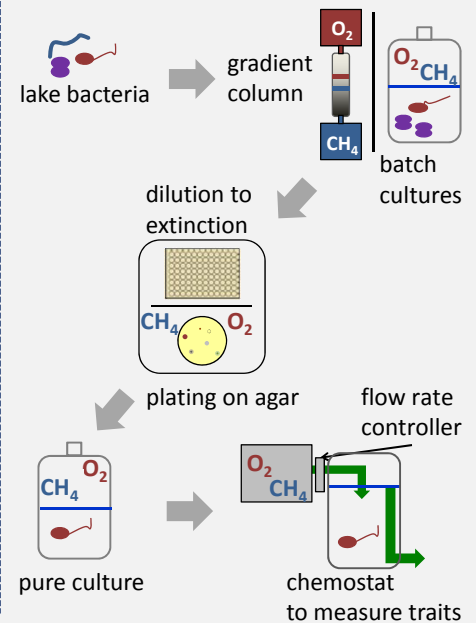 lake bacteria
gradient
column
O2
CH4
O2
CH4
batch
cultures
dilution to
extinction
CH4 O2
plating on agar
O2
CH4
pure culture
flow rate
controller
O2
CH4
chemostat
to measure traits